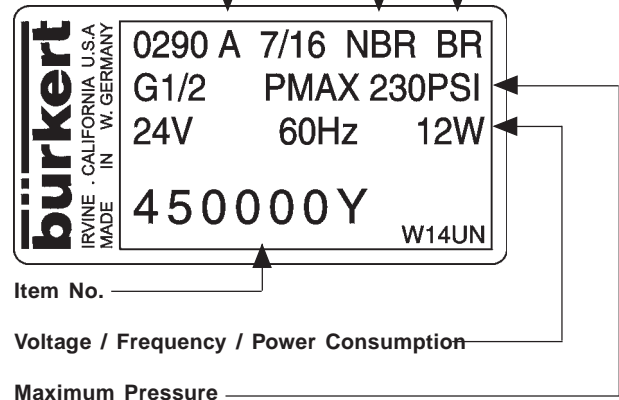 bürkert
IRVINE . CALIFORNIA U.S.A
MADE IN W. GERMANY
0290 A 7/16 NBR BR
G1/2 PMAX 230PSI
24V 60Hz 12W
450000Y
W14UN
Item No.
Voltage / Frequency / Power Consumption
Maximum Pressure